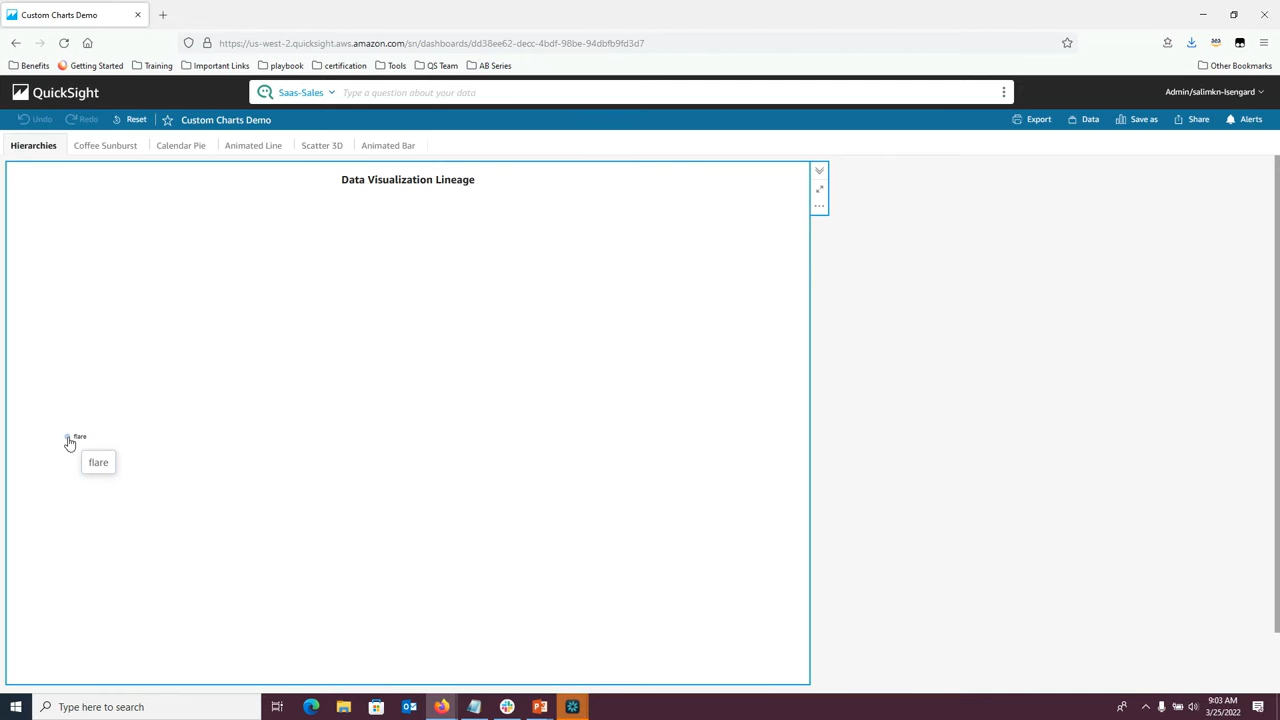 Custom Charts Demo
https://us-west-2.quicksight.aws.amazon.com/sn/dashboards/dd38ee62-decc-4bdf-98be-94dbfb9fd3d7
Benefits Getting Started Training Important Links playbook certification Tools QS Team AB Series Other Bookmarks
QuickSight Saas-Sales Type a question about your data Admin/salimkn-Isengard
Undo Redo Reset Custom Charts Demo Export Data Save as Share Alerts
Hierarchies Coffee Sunburst Calendar Pie Animated Line Scatter 3D Animated Bar
Data Visualization Lineage
flare
flare
Type here to search
9:03 AM
3/25/2022